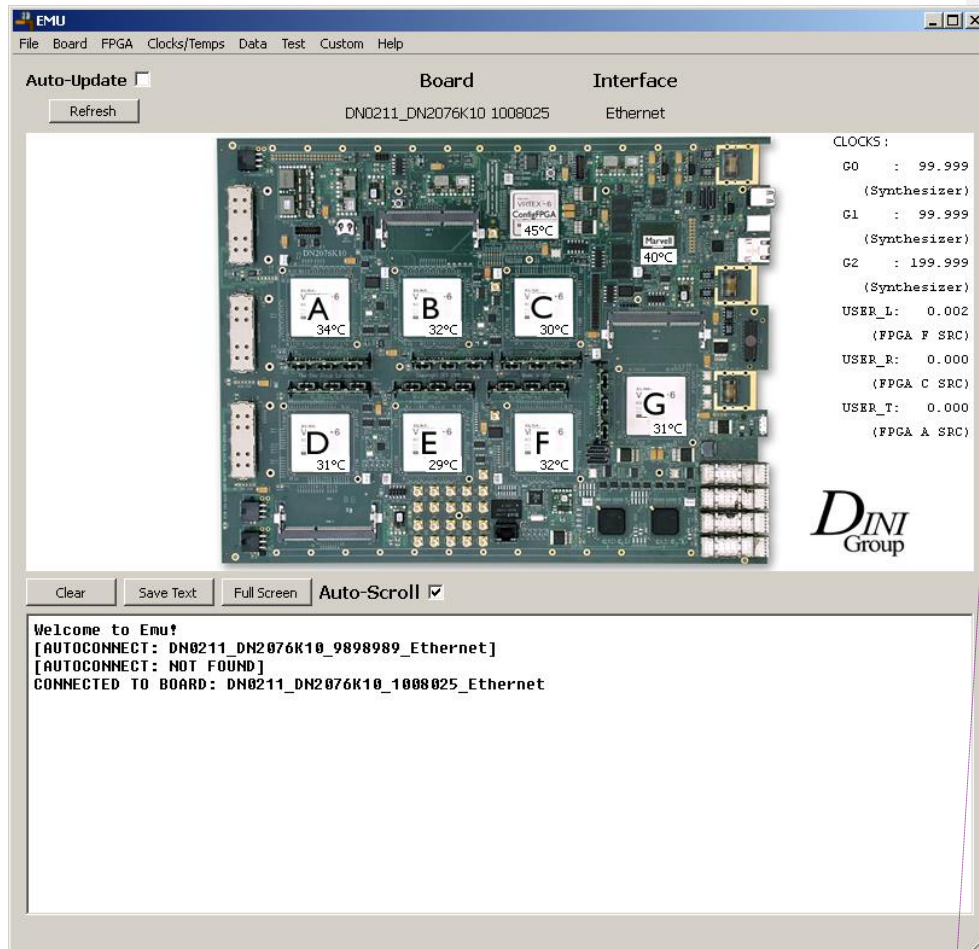 EMU
File Board FPGA Clocks/Temps Data Test Custom Help
Auto-Update Board Interface
Refresh DN0211_DN2076K10 1008025 Ethernet
CLOCKS:
G0 : 99.999
(Synthesizer)
G1 : 99.999
(Synthesizer)
G2 : 199.999
(Synthesizer)
USER_L: 0.002
(FPGA F SRC)
USER_R: 0.000
(FPGA C SRC)
USER_T: 0.000
(FPGA A SRC)
VIRTEX-6
ConfigFPGA
45°C
Marvell
40°C
??
DN2076K10
A
34°C
B
32°C
C
30°C
D
31°C
E
29°C
F
32°C
G
31°C
DINI
Group
Clear Save Text Full Screen Auto-Scroll
Welcome to Emu!
[AUTOCONNECT: DN0211_DN2076K10_9898989_Ethernet]
[AUTOCONNECT: NOT FOUND]
CONNECTED TO BOARD: DN0211_DN2076K10_1008025_Ethernet